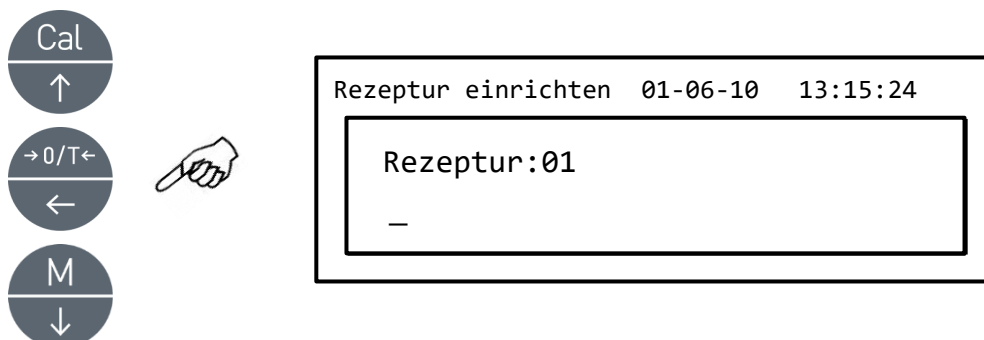 Cal
↑
→0/T←
←
M
↓
Rezeptur einrichten 01-06-10 13:15:24
Rezeptur:01
_